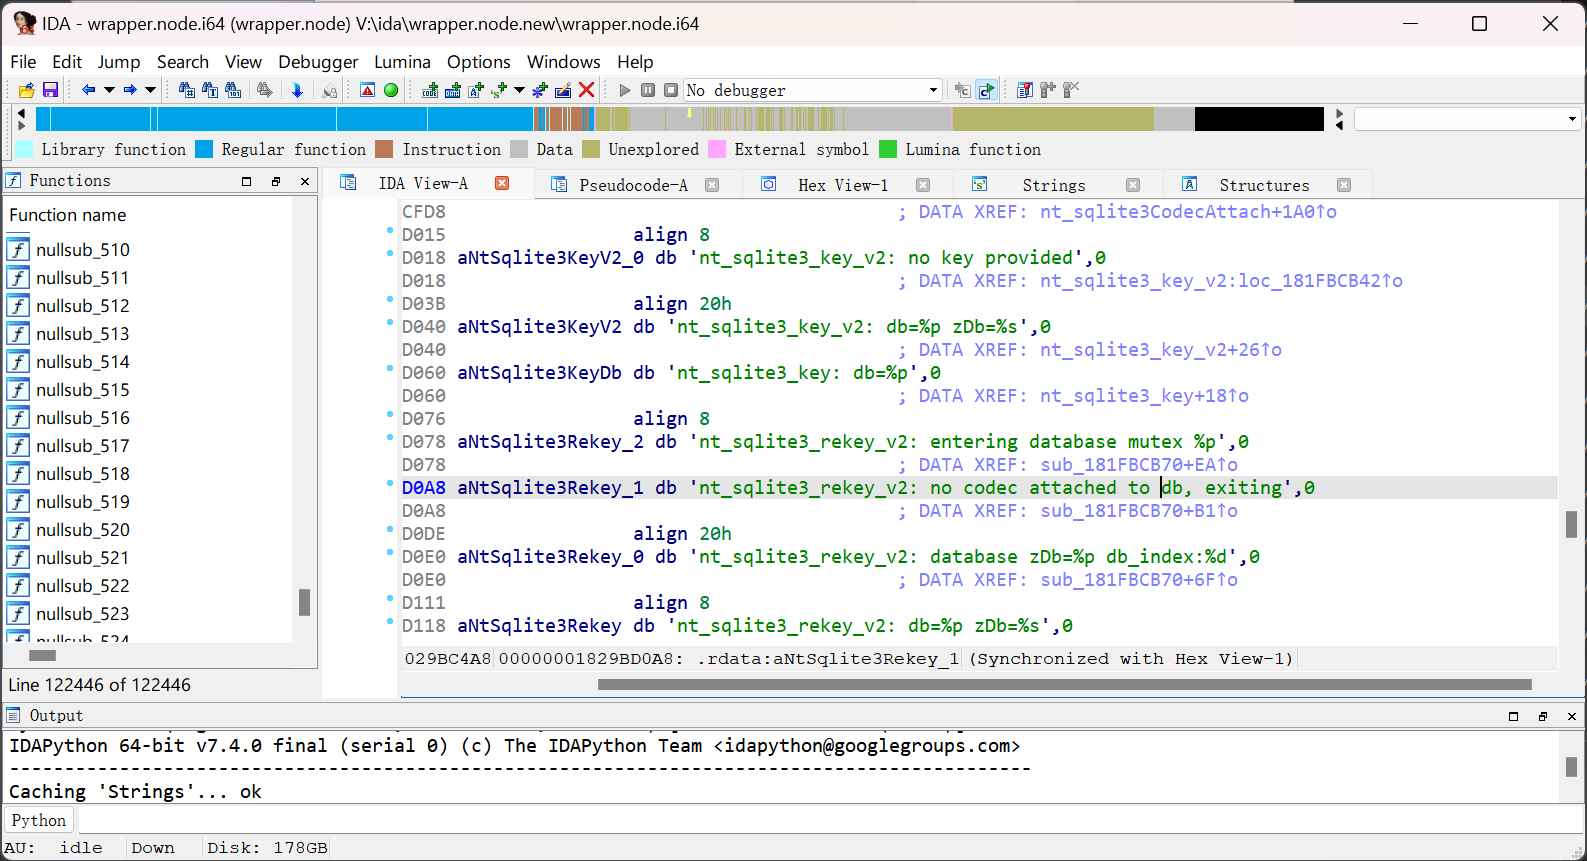 IDA - wrapper.node.i64 (wrapper.node) V:\ida\wrapper.node.new\wrapper.node.i64
File Edit Jump Search View Debugger Lumina Options Windows Help
No debugger
Library function Regular function Instruction Data Unexplored External symbol Lumina function
Functions
IDA View-A Pseudocode-A Hex View-1 Strings Structures
Function name
nullsub_510
nullsub_511
nullsub_512
nullsub_513
nullsub_514
nullsub_515
nullsub_516
nullsub_517
nullsub_518
nullsub_519
nullsub_520
nullsub_521
nullsub_522
nullsub_523
nullsub_524
Line 122446 of 122446
CFD8 ; DATA XREF: nt_sqlite3CodecAttach+1A0↑o
D015 align 8
D018 aNtSqlite3KeyV2_0 db 'nt_sqlite3_key_v2: no key provided',0
D018 ; DATA XREF: nt_sqlite3_key_v2:loc_181FBCB42↑o
D03B align 20h
D040 aNtSqlite3KeyV2 db 'nt_sqlite3_key_v2: db=%p zDb=%s',0
D040 ; DATA XREF: nt_sqlite3_key_v2+26↑o
D060 aNtSqlite3KeyDb db 'nt_sqlite3_key: db=%p',0
D060 ; DATA XREF: nt_sqlite3_key+18↑o
D076 align 8
D078 aNtSqlite3Rekey_2 db 'nt_sqlite3_rekey_v2: entering database mutex %p',0
D078 ; DATA XREF: sub_181FBCB70+EA↑o
D0A8 aNtSqlite3Rekey_1 db 'nt_sqlite3_rekey_v2: no codec attached to db, exiting',0
D0A8 ; DATA XREF: sub_181FBCB70+B1↑o
D0DE align 20h
D0E0 aNtSqlite3Rekey_0 db 'nt_sqlite3_rekey_v2: database zDb=%p db_index:%d',0
D0E0 ; DATA XREF: sub_181FBCB70+6F↑o
D111 align 8
D118 aNtSqlite3Rekey db 'nt_sqlite3_rekey_v2: db=%p zDb=%s',0
029BC4A8 00000001829BD0A8: .rdata:aNtSqlite3Rekey_1 (Synchronized with Hex View-1)
Output
IDAPython 64-bit v7.4.0 final (serial 0) (c) The IDAPython Team <idapython@googlegroups.com>
--------------------------------------------------------------------------------------------
Caching 'Strings'... ok
Python
AU: idle Down Disk: 178GB